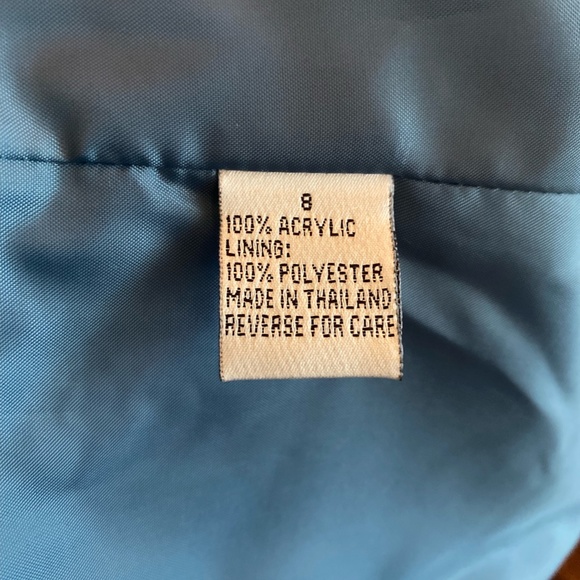 8
100% ACRYLIC
LINING:
100% POLYESTER
MADE IN THAILAND
REVERSE FOR CARE